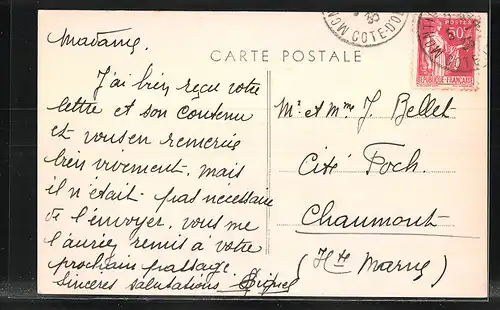 CARTE POSTALE
Madame,
J'ai bien reçu votre
lettre et son contenu
et vous en remercie
bien vivement, mais
il n'était pas nécessaire
de l'envoyer, vous me
l'auriez remis à votre
prochain passage.
Sincères salutations
Mr et Mme J. Bellet
Cité Foch.
Chaumont
(Hte Marne)
POSTES
50c
REPUBLIQUE FRANÇAISE
COTE-D'OR